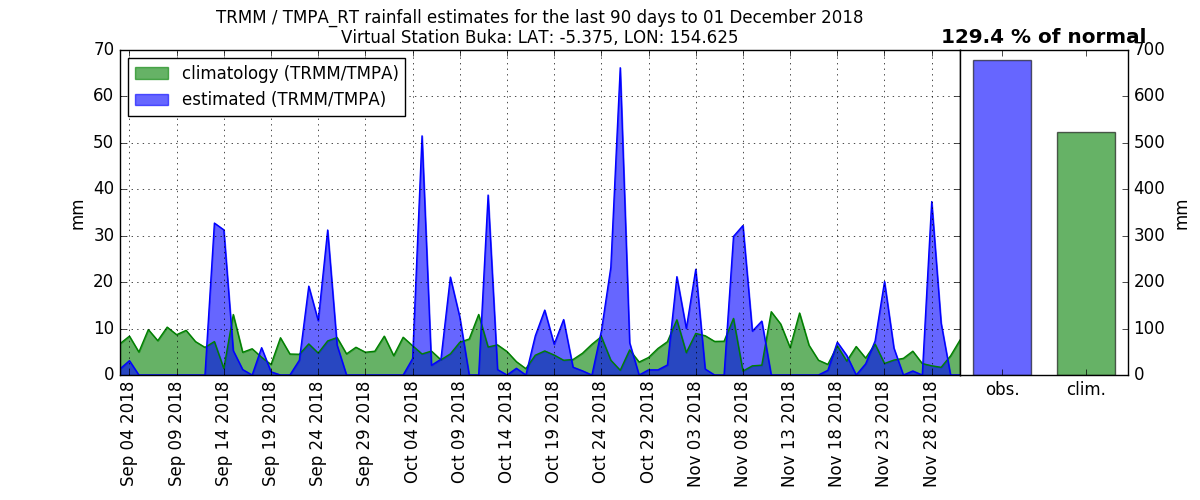 TRMM / TMPA_RT rainfall estimates for the last 90 days to 01 December 2018
Virtual Station Buka: LAT: -5.375, LON: 154.625
129.4 % of normal
climatology (TRMM/TMPA)
estimated (TRMM/TMPA)
70
60
50
40
30
20
10
0
mm
Sep 04 2018
Sep 09 2018
Sep 14 2018
Sep 19 2018
Sep 24 2018
Sep 29 2018
Oct 04 2018
Oct 09 2018
Oct 14 2018
Oct 19 2018
Oct 24 2018
Oct 29 2018
Nov 03 2018
Nov 08 2018
Nov 13 2018
Nov 18 2018
Nov 23 2018
Nov 28 2018
obs.
clim.
700
600
500
400
300
200
100
0
mm